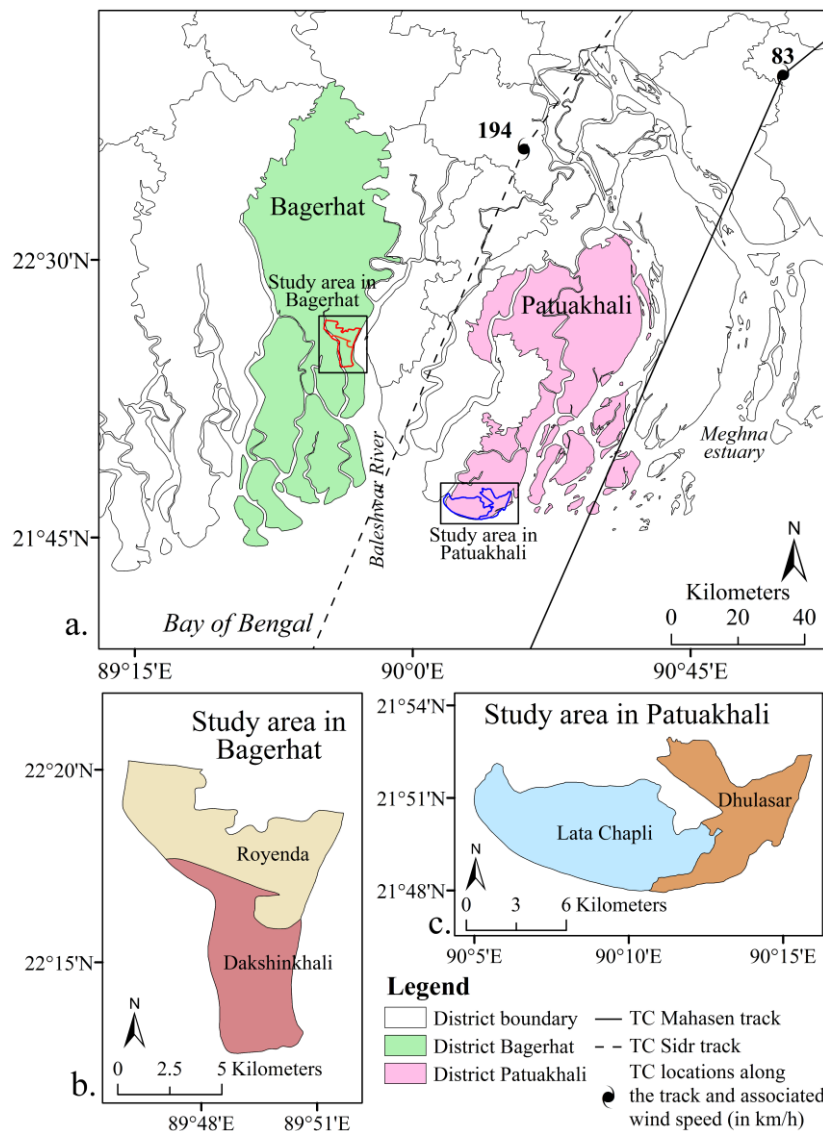 83
194
Bagerhat
22°30'N
Study area in
Bagerhat
Patuakhali
Meghna
estuary
Baleshwar River
21°45'N
Study area in
Patuakhali
N
Kilometers
0 20 40
Bay of Bengal
a.
89°15'E 90°0'E 90°45'E
Study area in
Bagerhat
22°20'N
Royenda
22°15'N
Dakshinkhali
N
0 2.5 5 Kilometers
b.
89°48'E 89°51'E
21°54'N
Study area in Patuakhali
21°51'N
Dhulasar
Lata Chapli
N
21°48'N
0 3 6 Kilometers
c.
90°5'E 90°10'E 90°15'E
Legend
District boundary
District Bagerhat
District Patuakhali
TC Mahasen track
TC Sidr track
TC locations along
the track and associated
wind speed (in km/h)